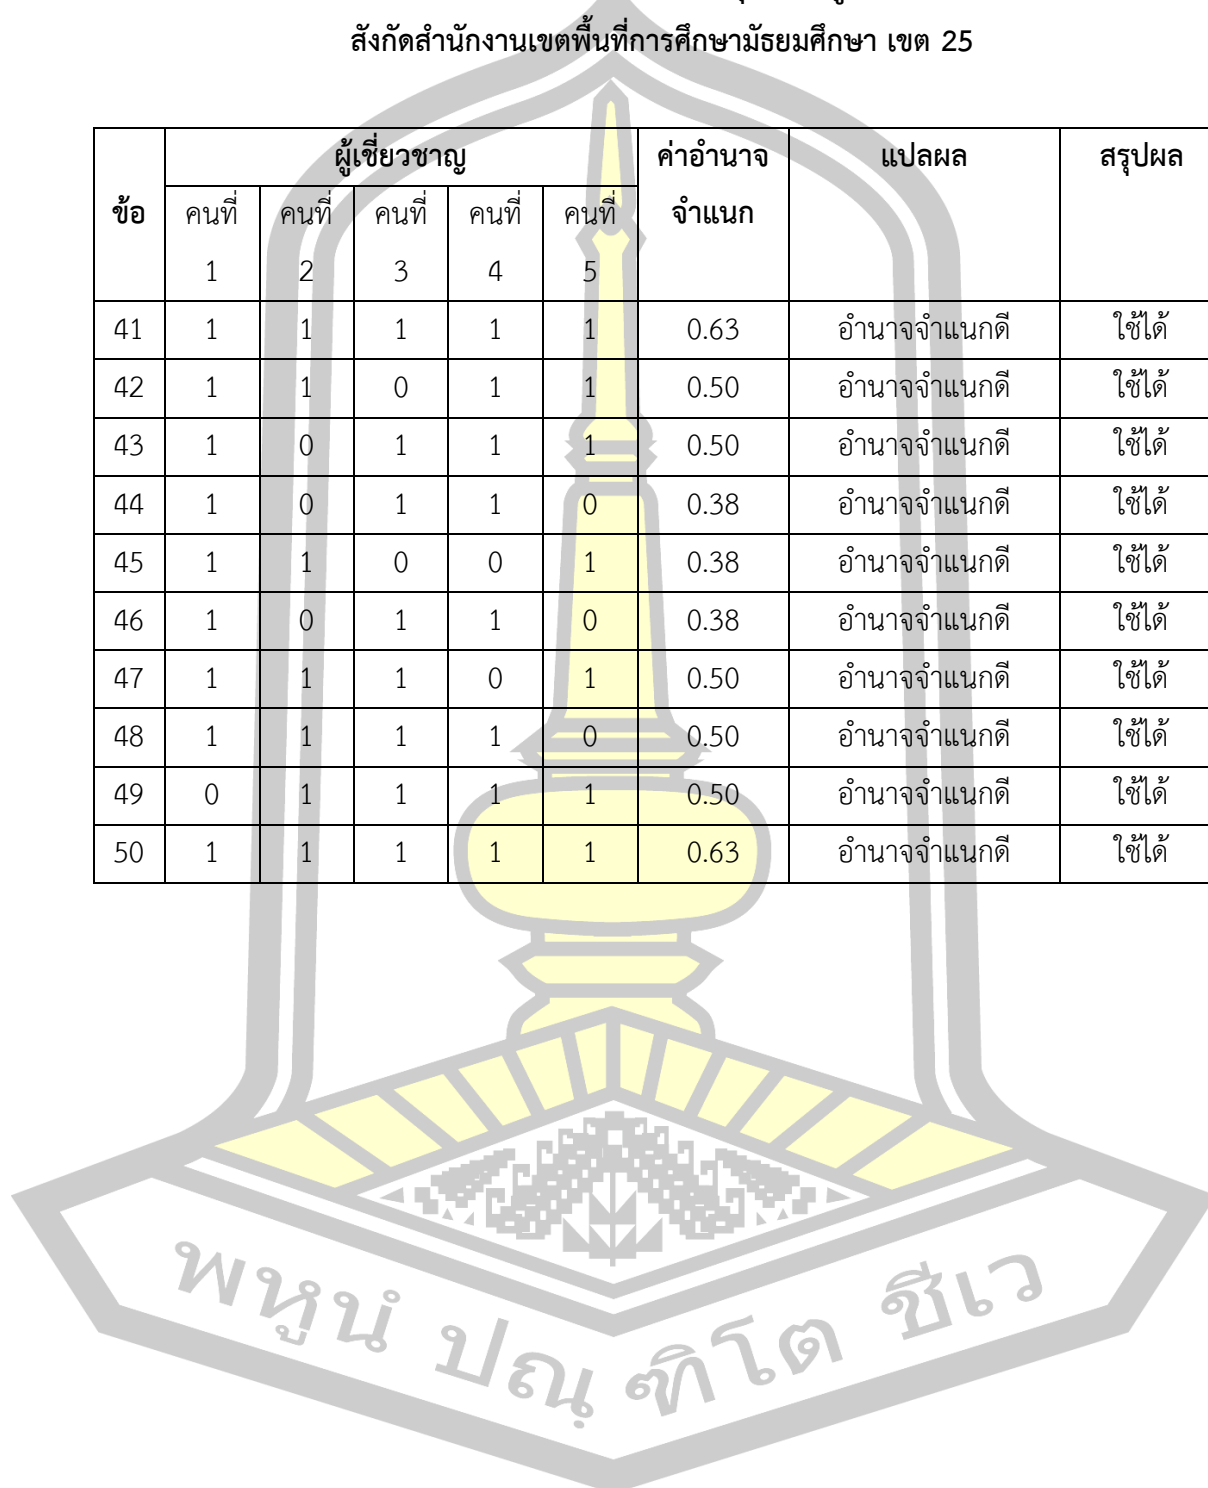 สังกัดสำนักงานเขตพื้นที่การศึกษามัธยมศึกษา เขต 25
ข้อ ผู้เชี่ยวชาญ ค่าอำนาจจำแนก แปลผล สรุปผล
คนที่ 1 คนที่ 2 คนที่ 3 คนที่ 4 คนที่ 5
41 1 1 1 1 1 0.63 อำนาจจำแนกดี ใช้ได้
42 1 1 0 1 1 0.50 อำนาจจำแนกดี ใช้ได้
43 1 0 1 1 1 0.50 อำนาจจำแนกดี ใช้ได้
44 1 0 1 1 0 0.38 อำนาจจำแนกดี ใช้ได้
45 1 1 0 0 1 0.38 อำนาจจำแนกดี ใช้ได้
46 1 0 1 1 0 0.38 อำนาจจำแนกดี ใช้ได้
47 1 1 1 0 1 0.50 อำนาจจำแนกดี ใช้ได้
48 1 1 1 1 0 0.50 อำนาจจำแนกดี ใช้ได้
49 0 1 1 1 1 0.50 อำนาจจำแนกดี ใช้ได้
50 1 1 1 1 1 0.63 อำนาจจำแนกดี ใช้ได้
พหูนํ ปณฺฑิโต ชีเว